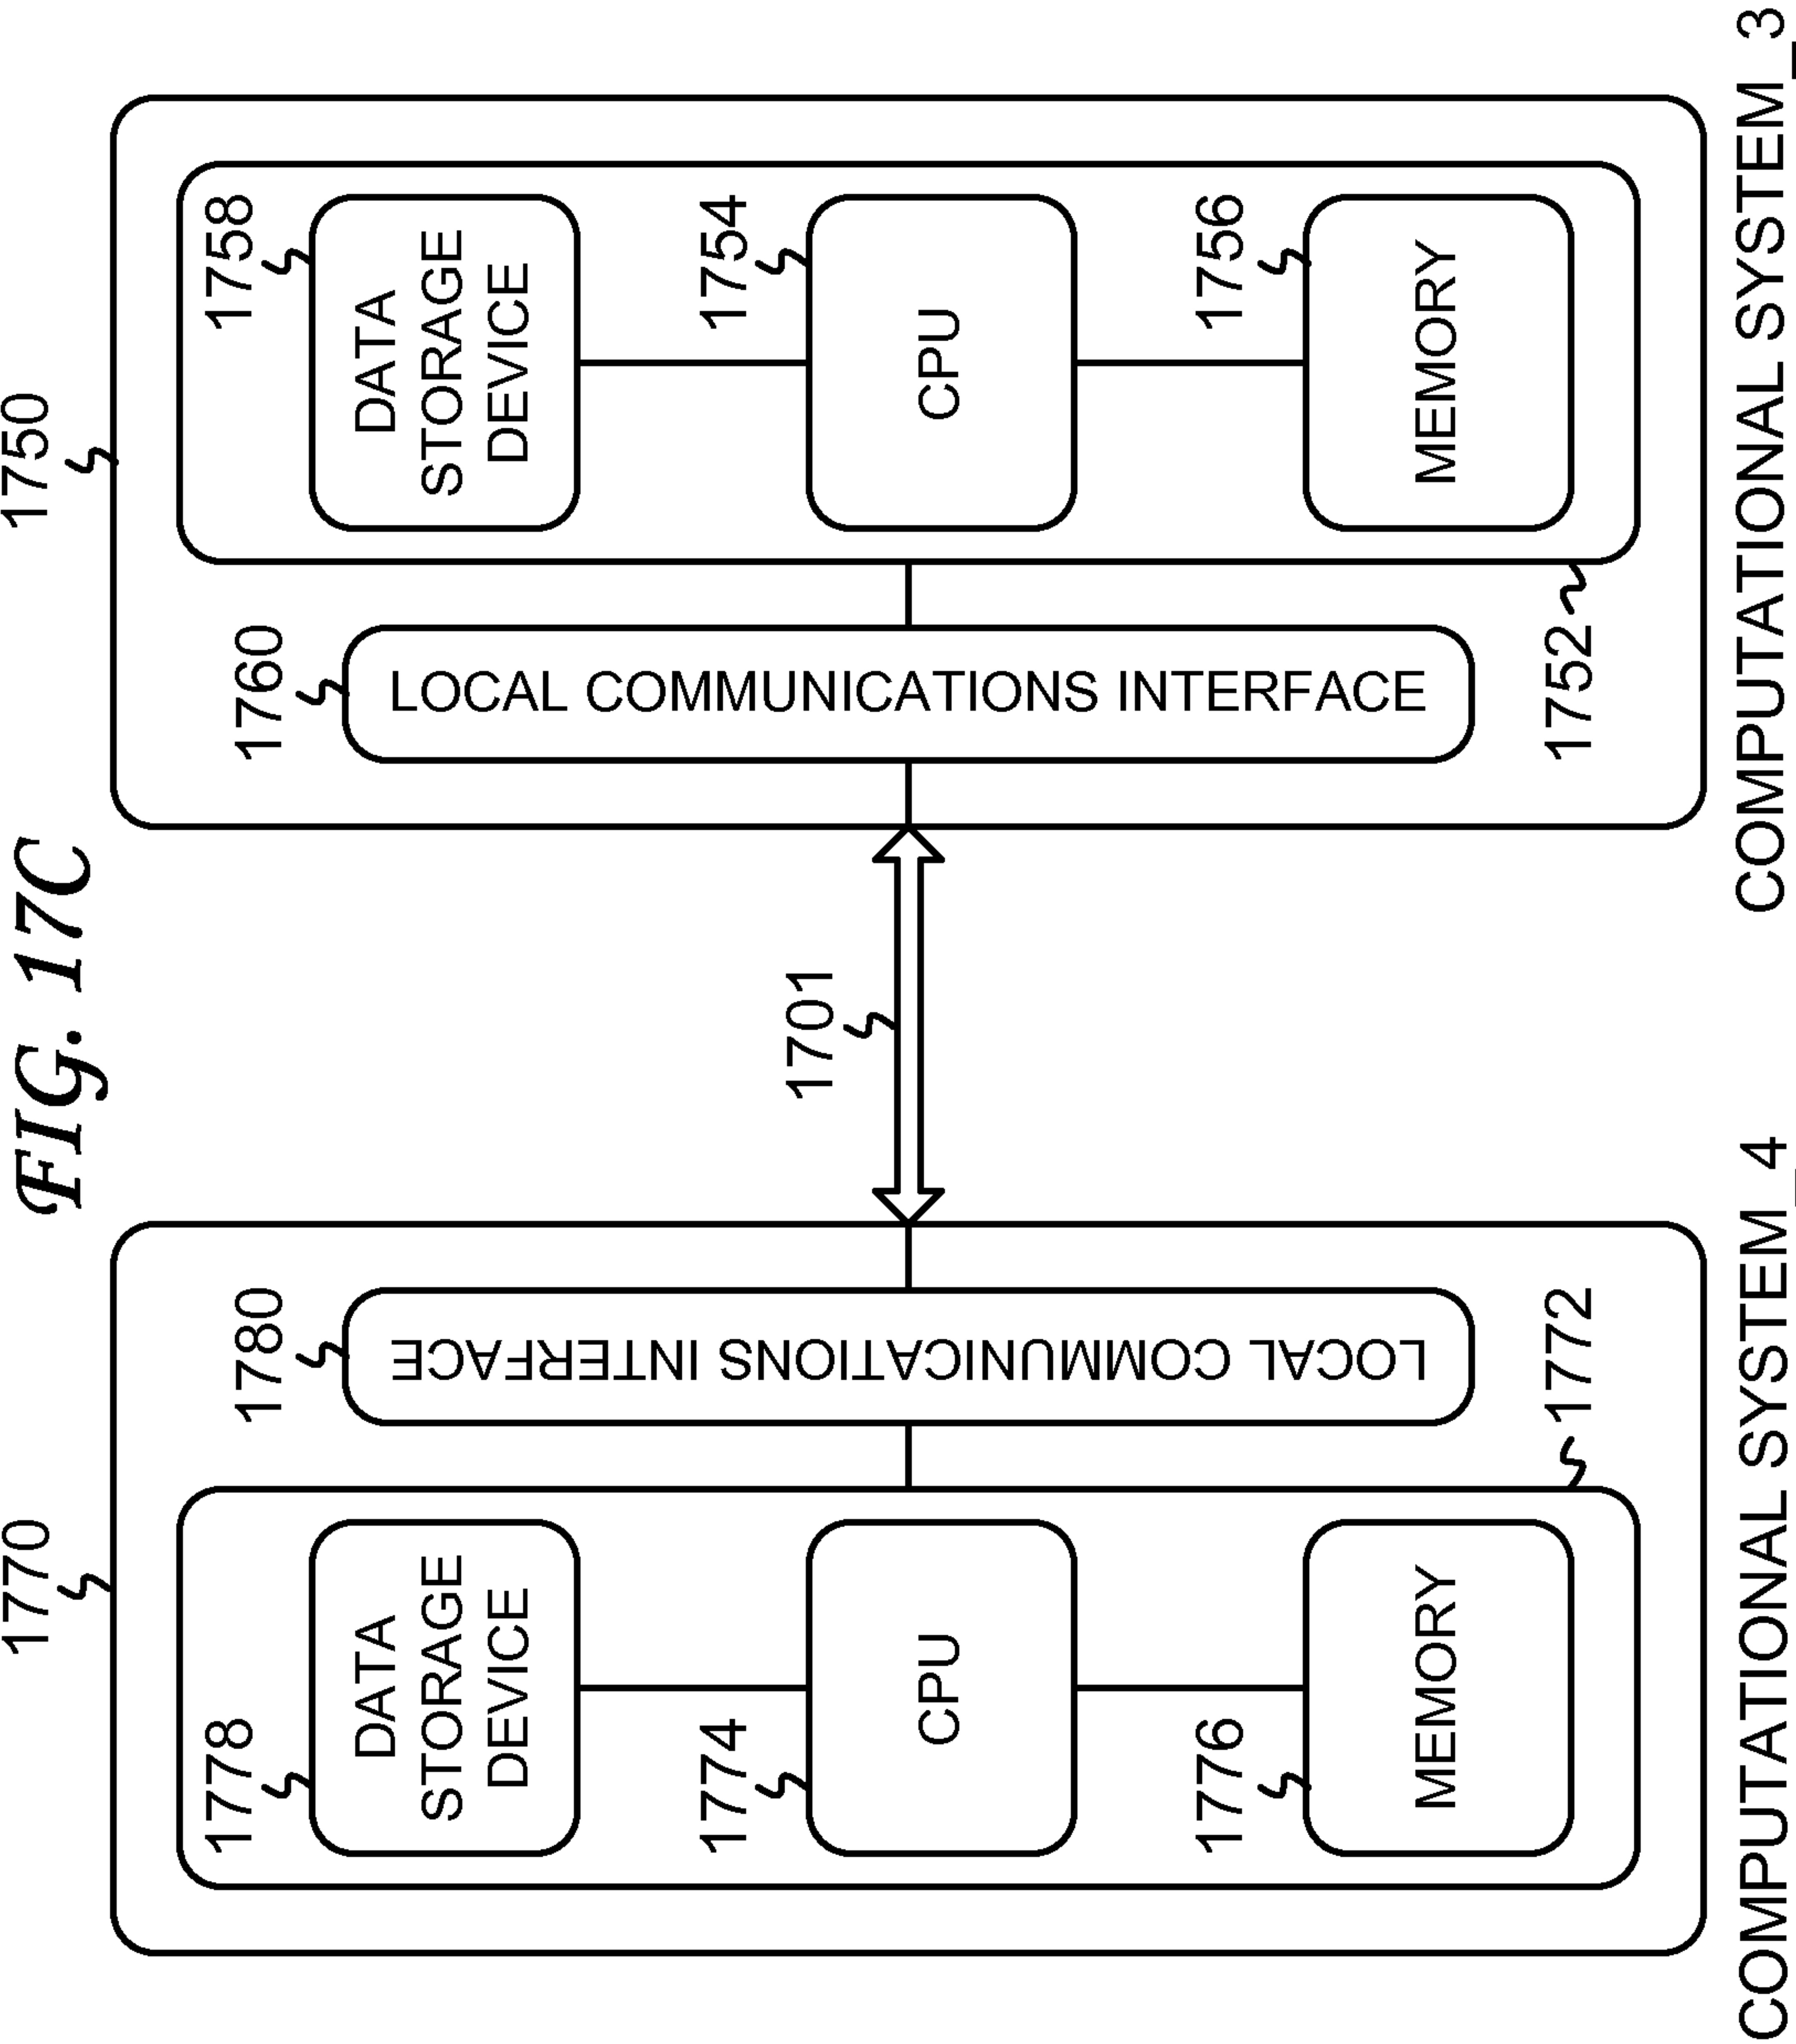 FIG. 17C
1770
1778
DATA
STORAGE
DEVICE
1774
CPU
1776
MEMORY
1772
1780
LOCAL COMMUNICATIONS INTERFACE
COMPUTATIONAL SYSTEM_4
1701
1750
1760
LOCAL COMMUNICATIONS INTERFACE
1752
1758
DATA
STORAGE
DEVICE
1754
CPU
1756
MEMORY
COMPUTATIONAL SYSTEM_3